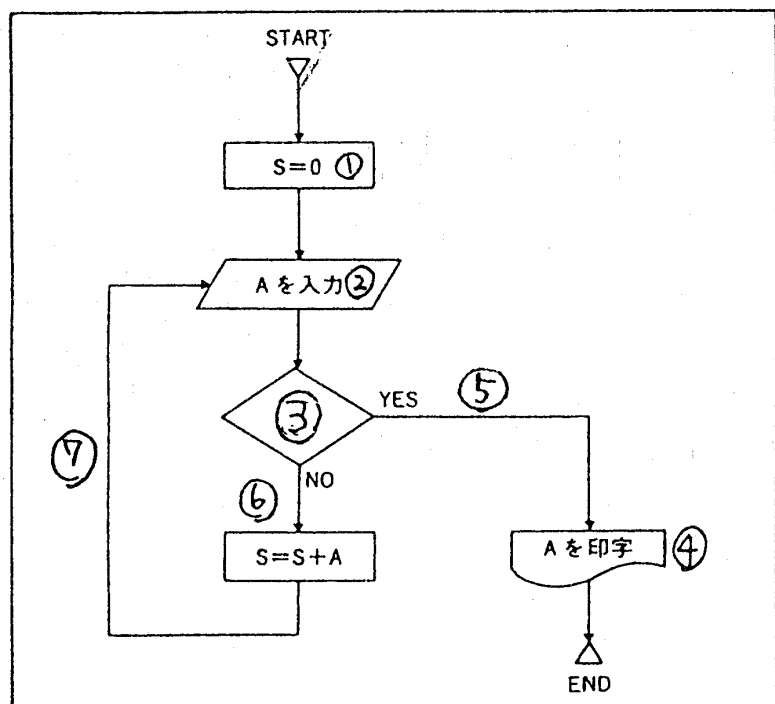 START
S=0 ①
Aを入力②
③
YES
⑤
⑦
NO
⑥
S=S+A
Aを印字
④
END